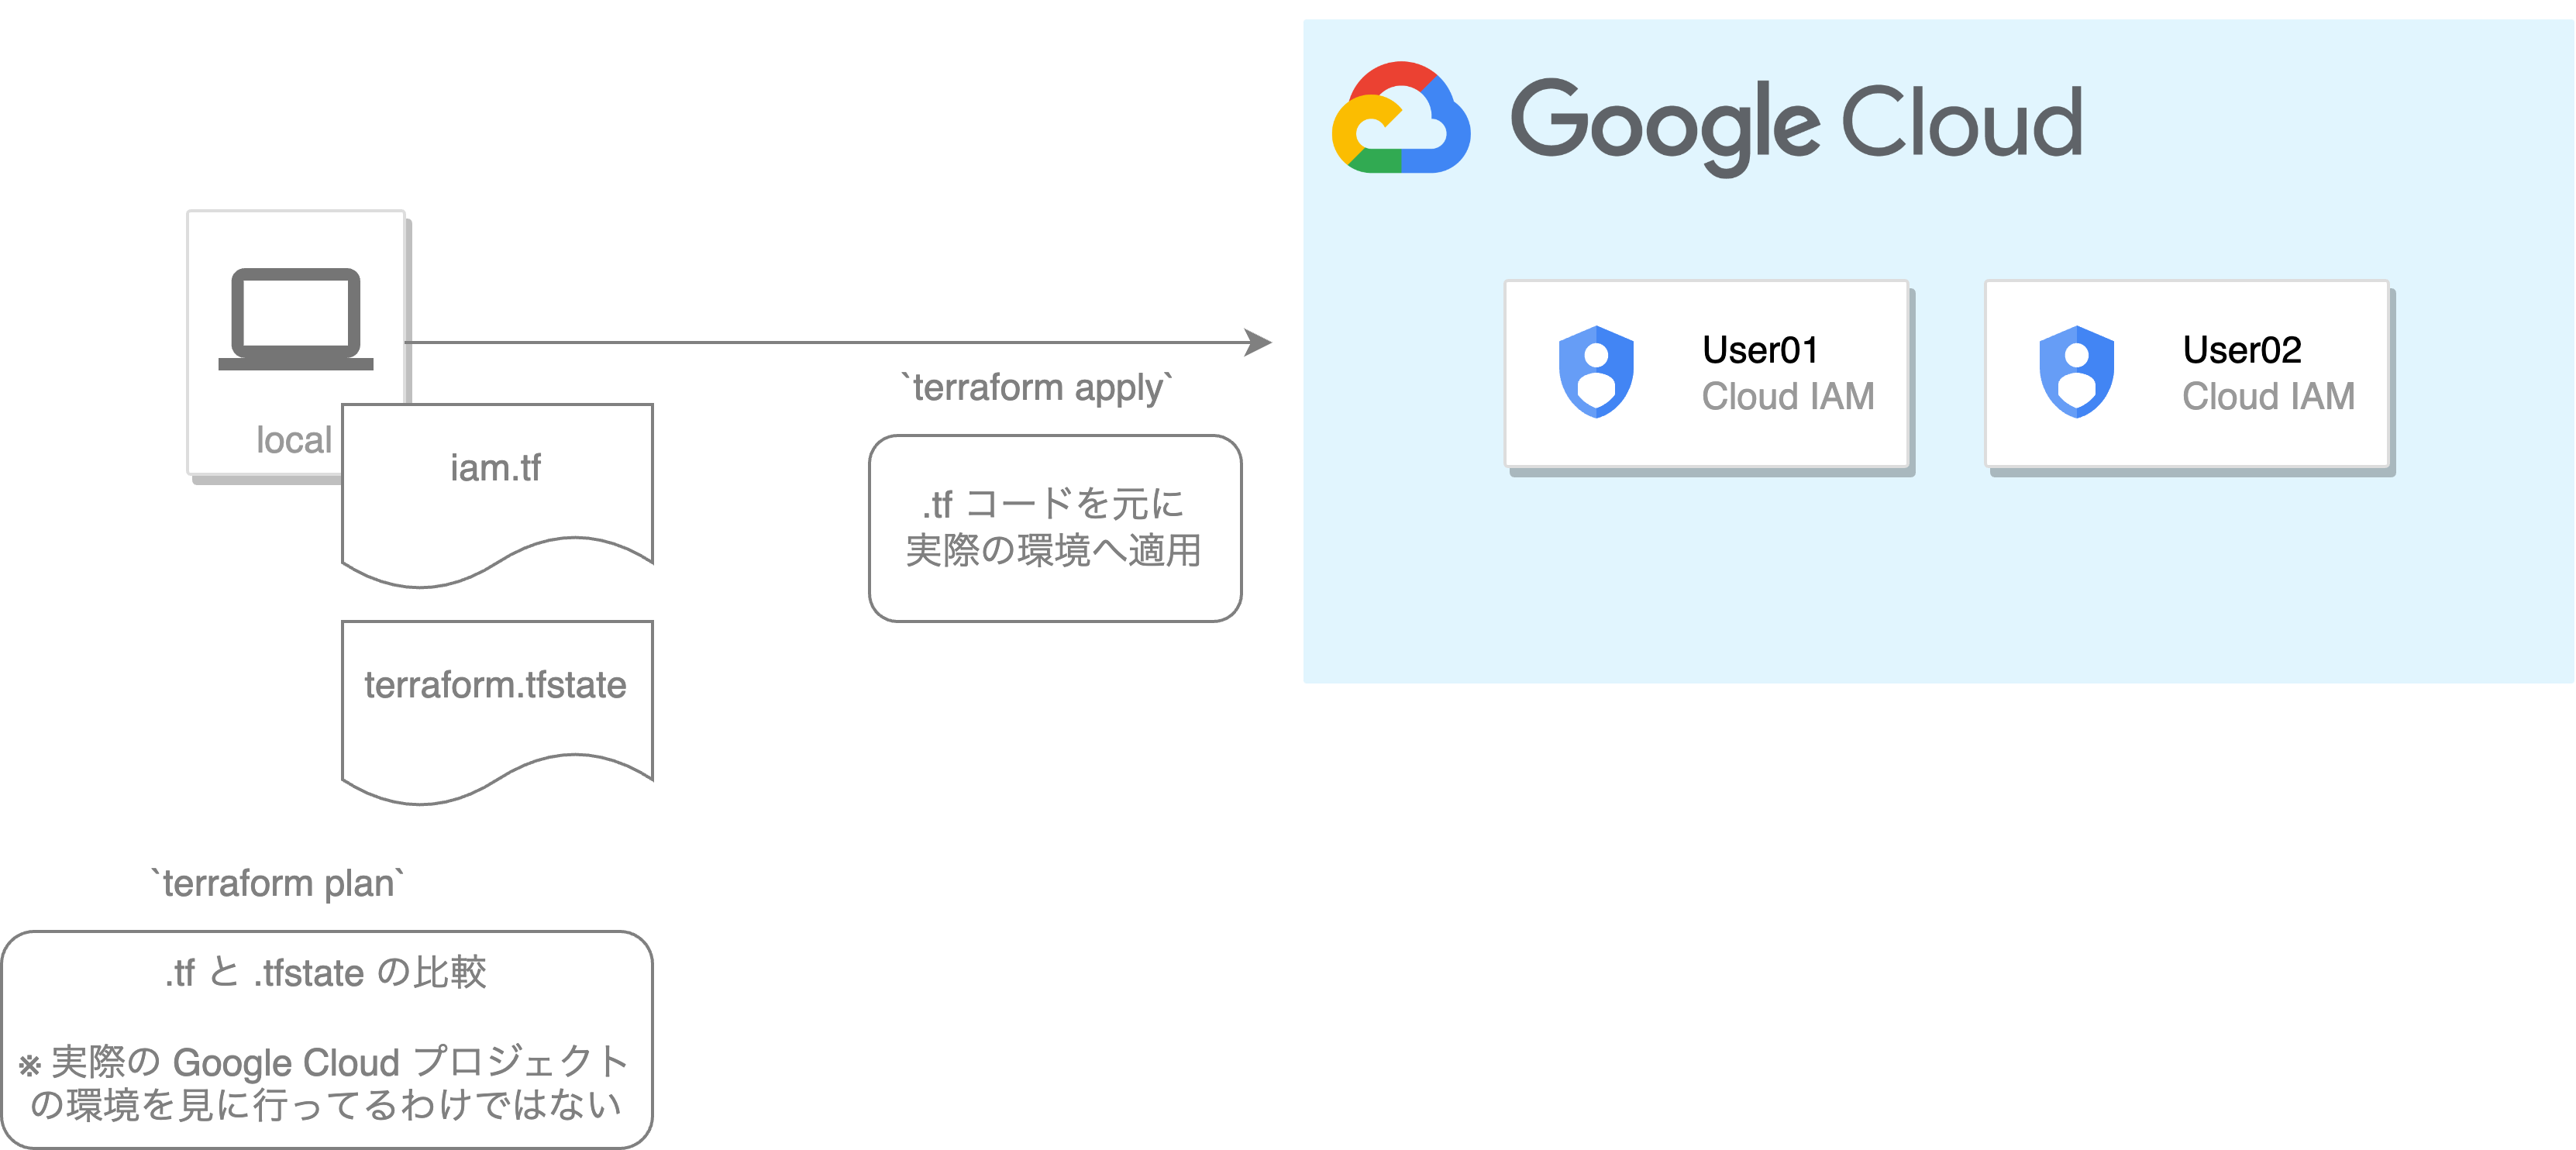 Google Cloud
local
iam.tf
terraform.tfstate
`terraform apply`
.tf コードを元に
実際の環境へ適用
User01
Cloud IAM
User02
Cloud IAM
`terraform plan`
.tf と .tfstate の比較
※ 実際の Google Cloud プロジェクト
の環境を見に行ってるわけではない